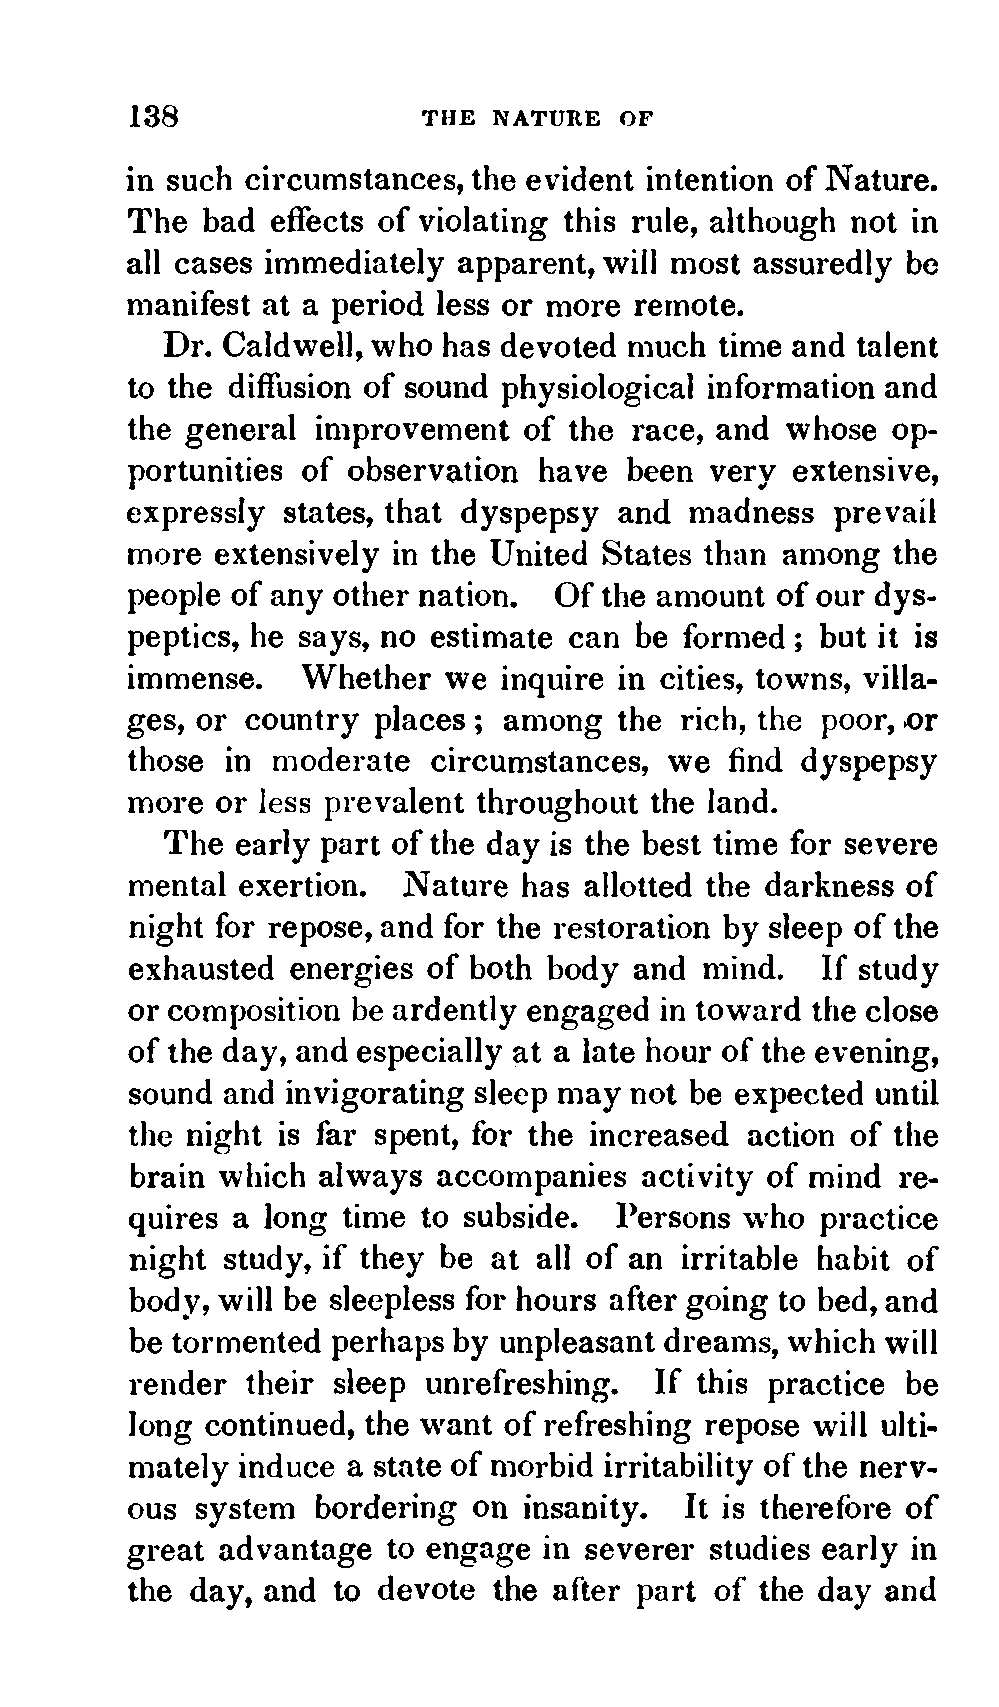 138 THE NATURE OF
in such circumstances, the evident intention of Nature.
The bad effects of violating this rule, although not in
all cases immediately apparent, will most assuredly be
manifest at a period less or more remote.
Dr. Caldwell, who has devoted much time and talent
to the diffusion of sound physiological information and
the general improvement of the race, and whose op-
portunities of observation have been very extensive,
expressly states, that dyspepsy and madness prevail
more extensively in the United States than among the
people of any other nation. Of the amount of our dys-
peptics, he says, no estimate can be formed; but it is
immense. Whether we inquire in cities, towns, villa-
ges, or country places; among the rich, the poor, or
those in moderate circumstances, we find dyspepsy
more or less prevalent throughout the land.
The early part of the day is the best time for severe
mental exertion. Nature has allotted the darkness of
night for repose, and for the restoration by sleep of the
exhausted energies of both body and mind. If study
or composition be ardently engaged in toward the close
of the day, and especially at a late hour of the evening,
sound and invigorating sleep may not be expected until
the night is far spent, for the increased action of the
brain which always accompanies activity of mind re-
quires a long time to subside. Persons who practice
night study, if they be at all of an irritable habit of
body, will be sleepless for hours after going to bed, and
be tormented perhaps by unpleasant dreams, which will
render their sleep unrefreshing. If this practice be
long continued, the want of refreshing repose will ulti-
mately induce a state of morbid irritability of the nerv-
ous system bordering on insanity. It is therefore of
great advantage to engage in severer studies early in
the day, and to devote the after part of the day and